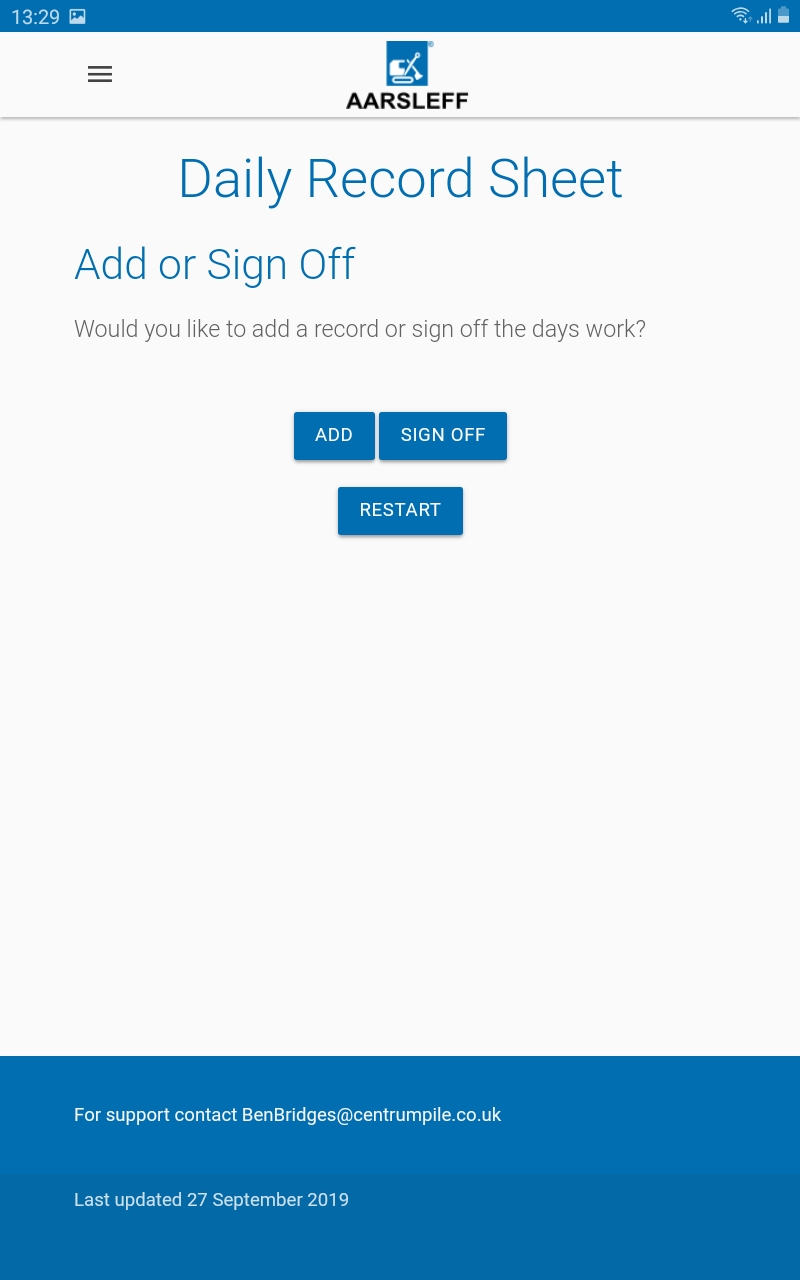 13:29
AARSLEFF
Daily Record Sheet
Add or Sign Off
Would you like to add a record or sign off the days work?
ADD SIGN OFF
RESTART
For support contact BenBridges@centrumpile.co.uk
Last updated 27 September 2019